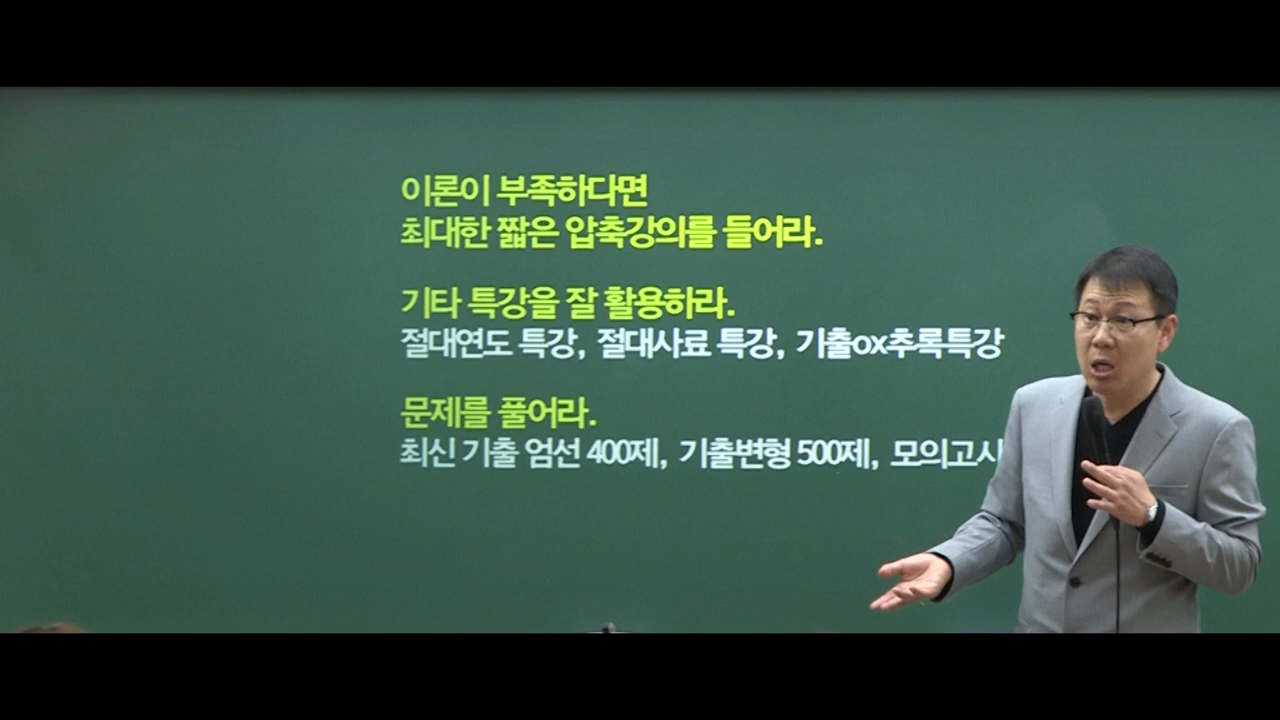 이론이 부족하다면
최대한 짧은 압축강의를 들어라.
기타 특강을 잘 활용하라.
절대연도 특강, 절대사료 특강, 기출ox추록특강
문제를 풀어라.
최신 기출 엄선 400제, 기출변형 500제, 모의고사